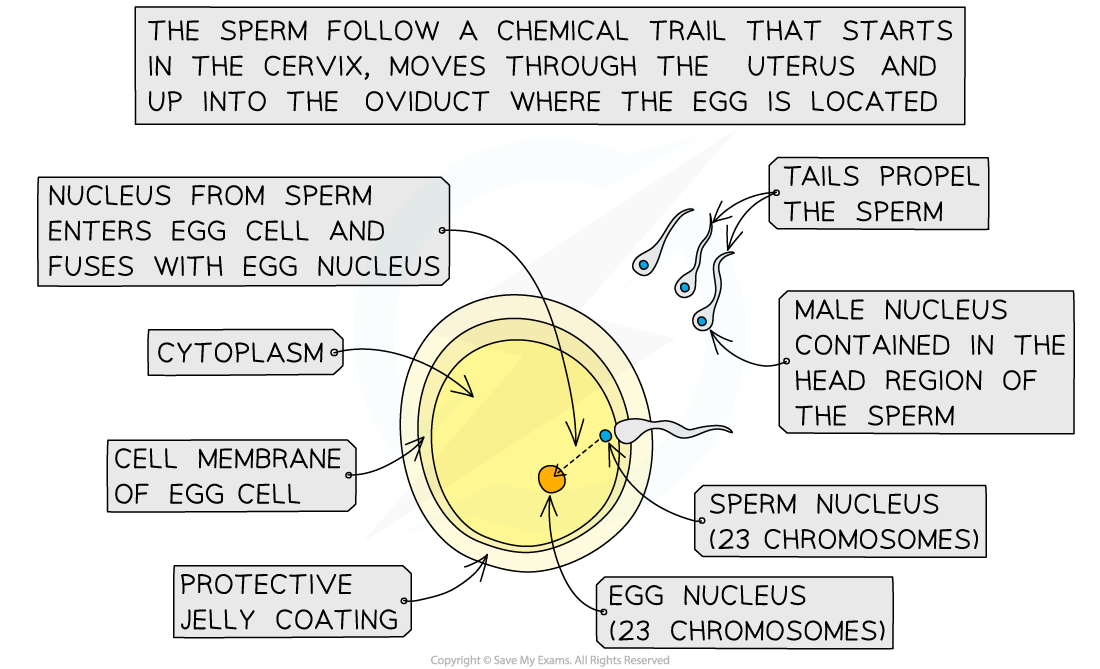 THE SPERM FOLLOW A CHEMICAL TRAIL THAT STARTS
IN THE CERVIX, MOVES THROUGH THE UTERUS AND
UP INTO THE OVIDUCT WHERE THE EGG IS LOCATED
NUCLEUS FROM SPERM
ENTERS EGG CELL AND
FUSES WITH EGG NUCLEUS
TAILS PROPEL
THE SPERM
CYTOPLASM
MALE NUCLEUS
CONTAINED IN THE
HEAD REGION OF
THE SPERM
CELL MEMBRANE
OF EGG CELL
SPERM NUCLEUS
(23 CHROMOSOMES)
PROTECTIVE
JELLY COATING
EGG NUCLEUS
(23 CHROMOSOMES)
Copyright © Save My Exams. All Rights Reserved